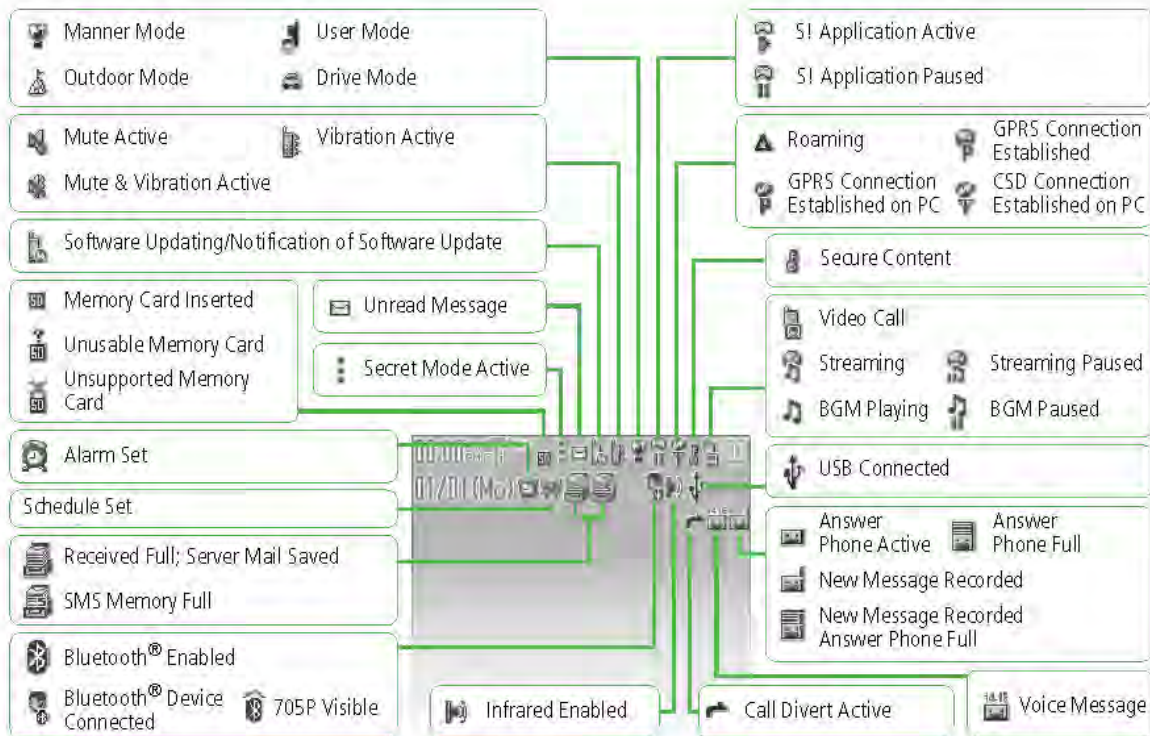 Manner Mode
User Mode
Outdoor Mode
Drive Mode
Mute Active
Vibration Active
Mute & Vibration Active
Software Updating/Notification of Software Update
Memory Card Inserted
Unusable Memory Card
Unsupported Memory
Card
Unread Message
Secret Mode Active
Alarm Set
Schedule Set
Received Full; Server Mail Saved
SMS Memory Full
Bluetooth® Enabled
Bluetooth® Device
Connected
705P Visible
Infrared Enabled
Call Divert Active
Voice Message
S! Application Active
S! Application Paused
Roaming
GPRS Connection
Established
GPRS Connection
Established on PC
CSD Connection
Established on PC
Secure Content
Video Call
Streaming
Streaming Paused
BGM Playing
BGM Paused
USB Connected
Answer
Phone Active
Answer
Phone Full
New Message Recorded
New Message Recorded
Answer Phone Full
00:00
01/01(Mo)